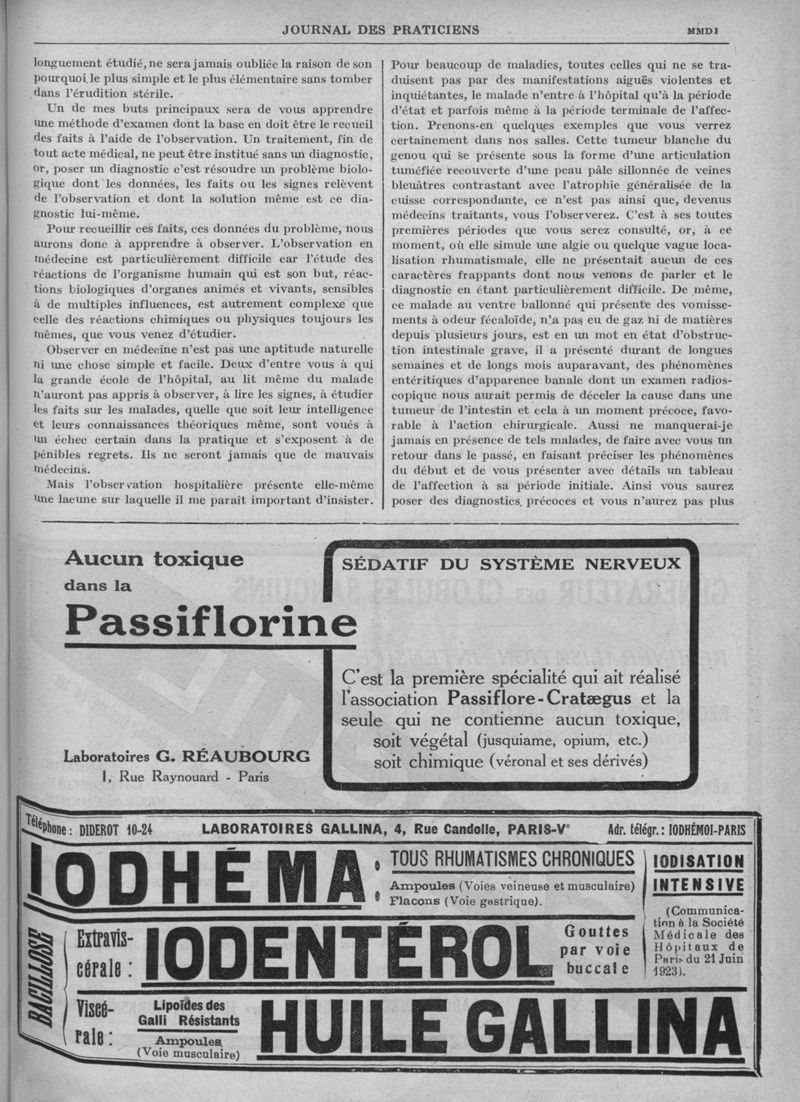 JOURNAL DES PRATICIENS
MMDI
longuement étudié, ne sera jamais oubliée la raison de son
pourquoi le plus simple et le plus élémentaire sans tomber
dans l'érudition stérile.
Un de mes buts principaux sera de vous apprendre
une méthode d'examen dont la base en doit être le recueil
des faits à l'aide de l'observation. Un traitement, fin de
tout acte médical, ne peut être institué sans un diagnostic,
or, poser un diagnostic c'est résoudre un problème biolo-
gique dont les données, les faits ou les signes relèvent
de l'observation et dont la solution même est ce dia-
gnostic lui-même.
Pour recueillir ces faits, ces données du problème, nous
aurons donc à apprendre à observer. L'observation en
médecine est particulièrement difficile car l'étude des
réactions de l'organisme humain qui est son but, réac-
tions biologiques d'organes animés et vivants, sensibles
à de multiples influences, est autrement complexe que
celle des réactions chimiques ou physiques toujours les
mêmes, que vous venez d'étudier.
Observer en médecine n'est pas une aptitude naturelle
ni une chose simple et facile. Deux d'entre vous à qui
la grande école de l'hôpital, au lit même du malade
n'auront pas appris à observer, à lire les signes, à étudier
les faits sur les malades, quelle que soit leur intelligence
et leurs connaissances théoriques même, sont voués à
un échec certain dans la pratique et s'exposent à de
pénibles regrets. Ils ne seront jamais que de mauvais
médecins.
Mais l'observation hospitalière présente elle-même
une lacune sur laquelle il me paraît important d'insister.
Pour beaucoup de maladies, toutes celles qui ne se tra-
duisent pas par des manifestations aiguës violentes et
inquiétantes, le malade n'entre à l'hôpital qu'à la période
d'état et parfois même à la période terminale de l'affec-
tion. Prenons-en quelques exemples que vous verrez
certainement dans nos salles. Cette tumeur blanche du
genou qui se présente sous la forme d'une articulation
tuméfiée recouverte d'une peau pâle sillonnée de veines
bleuâtres contrastant avec l'atrophie généralisée de la
cuisse correspondante, ce n'est pas ainsi que, devenus
médecins traitants, vous l'observerez. C'est à ses toutes
premières périodes que vous serez consulté, or, à ce
moment, où elle simule une algie ou quelque vague loca-
lisation rhumatismale, elle ne présentait aucun de ces
caractères frappants dont nous venons de parler et le
diagnostic en étant particulièrement difficile. De même,
ce malade au ventre ballonné qui présente des vomisse-
ments à odeur fécaloïde, n'a pas eu de gaz ni de matières
depuis plusieurs jours, est en un mot en état d'obstruc-
tion intestinale grave, il a présenté durant de longues
semaines et de longs mois auparavant, des phénomènes
entéritiques d'apparence banale dont un examen radios-
copique nous aurait permis de déceler la cause dans une
tumeur de l'intestin et cela à un moment précoce, favo-
rable à l'action chirurgicale. Aussi ne manquerai-je
jamais en présence de tels malades, de faire avec vous un
retour dans le passé, en faisant préciser les phénomènes
du début et de vous présenter avec détails un tableau
de l'affection à sa période initiale. Ainsi vous saurez
poser des diagnostics précoces et vous n'aurez pas plus
Aucun toxique
dans la
Passiflorine
Laboratoires G. RÉAUBOURG
1, Rue Raynouard - Paris
SÉDATIF DU SYSTÈME NERVEUX
C'est la première spécialité qui ait réalisé
l'association Passiflore-Cratægus et la
seule qui ne contienne aucun toxique,
soit végétal (jusquiame, opium, etc.)
soit chimique (véronal et ses dérivés)
Téléphone : DIDEROT 10-24 LABORATOIRES GALLINA, 4, Rue Candolle, PARIS-Vᵉ Adr. télégr. : IODHÉMOI-PARIS
IODHÉMA :
TOUS RHUMATISMES CHRONIQUES
Ampoules (Voies veineuse et musculaire)
Flacons (Voie gastrique).
IODISATION
INTENSIVE
(Communica-
tion à la Société
Médicale des
Hôpitaux de
Paris du 21 Juin
1923).
BACILLOSE
Extravis-
cérale :
IODENTÉROL
Gouttes
par voie
buccale
Viscé-
rale :
Lipoïdes des
Galli Résistants
Ampoules
(Voie musculaire)
HUILE GALLINA